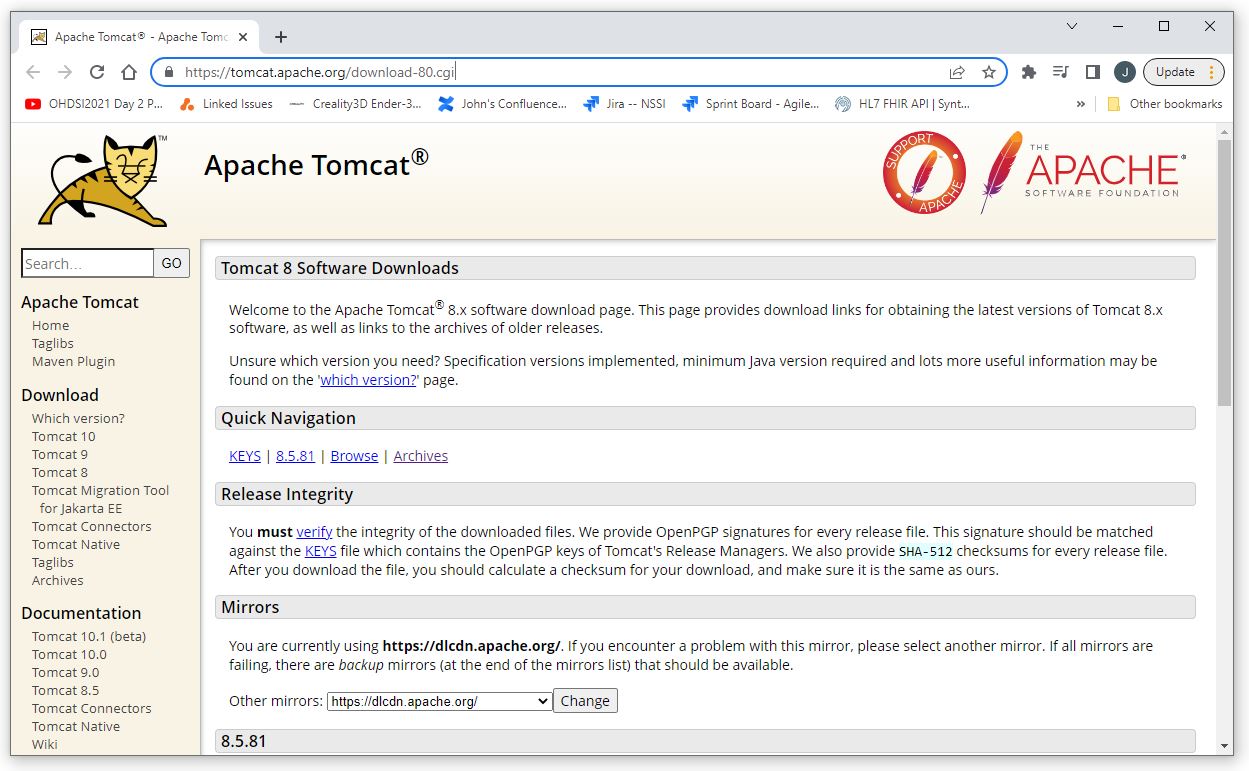 Apache Tomcat® - Apache Tomc
https://tomcat.apache.org/download-80.cgi
J
Update
OHDSI2021 Day 2 P...
Linked Issues
Creality3D Ender-3...
John's Confluence...
Jira -- NSSI
Sprint Board - Agile...
HL7 FHIR API | Synt...
»
Other bookmarks
TM
Apache Tomcat®
SUPPORT APACHE
THE
APACHE®
SOFTWARE FOUNDATION
Search...
GO
Apache Tomcat
Home
Taglibs
Maven Plugin
Download
Which version?
Tomcat 10
Tomcat 9
Tomcat 8
Tomcat Migration Tool
for Jakarta EE
Tomcat Connectors
Tomcat Native
Taglibs
Archives
Documentation
Tomcat 10.1 (beta)
Tomcat 10.0
Tomcat 9.0
Tomcat 8.5
Tomcat Connectors
Tomcat Native
Wiki
Tomcat 8 Software Downloads
Welcome to the Apache Tomcat® 8.x software download page. This page provides download links for obtaining the latest versions of Tomcat 8.x
software, as well as links to the archives of older releases.
Unsure which version you need? Specification versions implemented, minimum Java version required and lots more useful information may be
found on the 'which version?' page.
Quick Navigation
KEYS | 8.5.81 | Browse | Archives
Release Integrity
You must verify the integrity of the downloaded files. We provide OpenPGP signatures for every release file. This signature should be matched
against the KEYS file which contains the OpenPGP keys of Tomcat's Release Managers. We also provide SHA-512 checksums for every release file.
After you download the file, you should calculate a checksum for your download, and make sure it is the same as ours.
Mirrors
You are currently using https://dlcdn.apache.org/. If you encounter a problem with this mirror, please select another mirror. If all mirrors are
failing, there are backup mirrors (at the end of the mirrors list) that should be available.
Other mirrors: https://dlcdn.apache.org/ Change
8.5.81